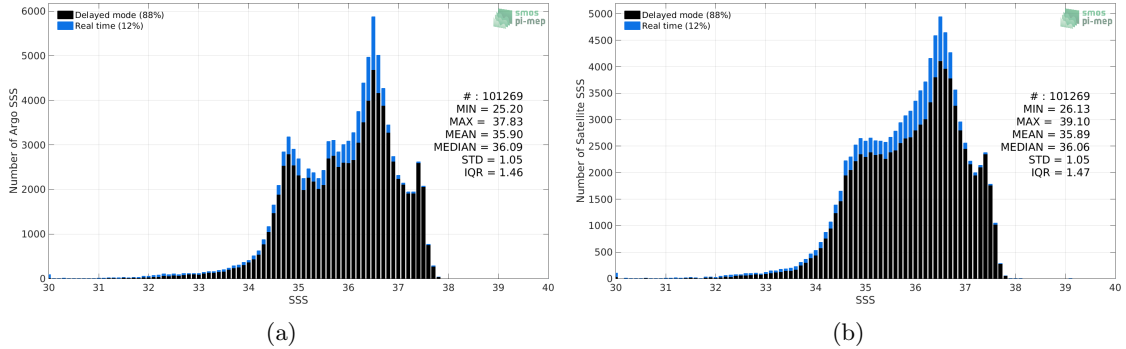 Delayed mode (88%)
Real time (12%)
smos
pi-mep
6000
5000
4000
3000
2000
1000
0
Number of Argo SSS
# : 101269
MIN = 25.20
MAX = 37.83
MEAN = 35.90
MEDIAN = 36.09
STD = 1.05
IQR = 1.46
30 31 32 33 34 35 36 37 38 39 40
SSS
(a)
Delayed mode (88%)
Real time (12%)
smos
pi-mep
5000
4500
4000
3500
3000
2500
2000
1500
1000
500
0
Number of Satellite SSS
# : 101269
MIN = 26.13
MAX = 39.10
MEAN = 35.89
MEDIAN = 36.06
STD = 1.05
IQR = 1.47
30 31 32 33 34 35 36 37 38 39 40
SSS
(b)